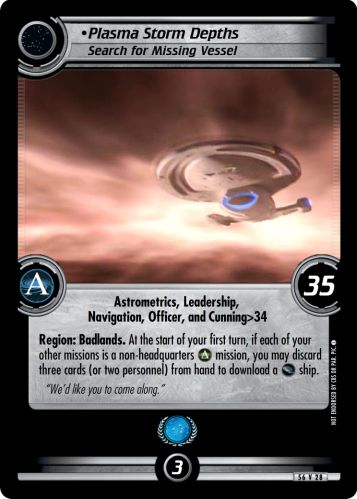 •Plasma Storm Depths
Search for Missing Vessel
A
35
Astrometrics, Leadership,
Navigation, Officer, and Cunning>34
Region: Badlands. At the start of your first turn, if each of your
other missions is a non-headquarters A mission, you may discard
three cards (or two personnel) from hand to download a ship.
"We'd like you to come along."
NOT ENDORSED BY CBS OR PAR. PIC.
3
56 V 28